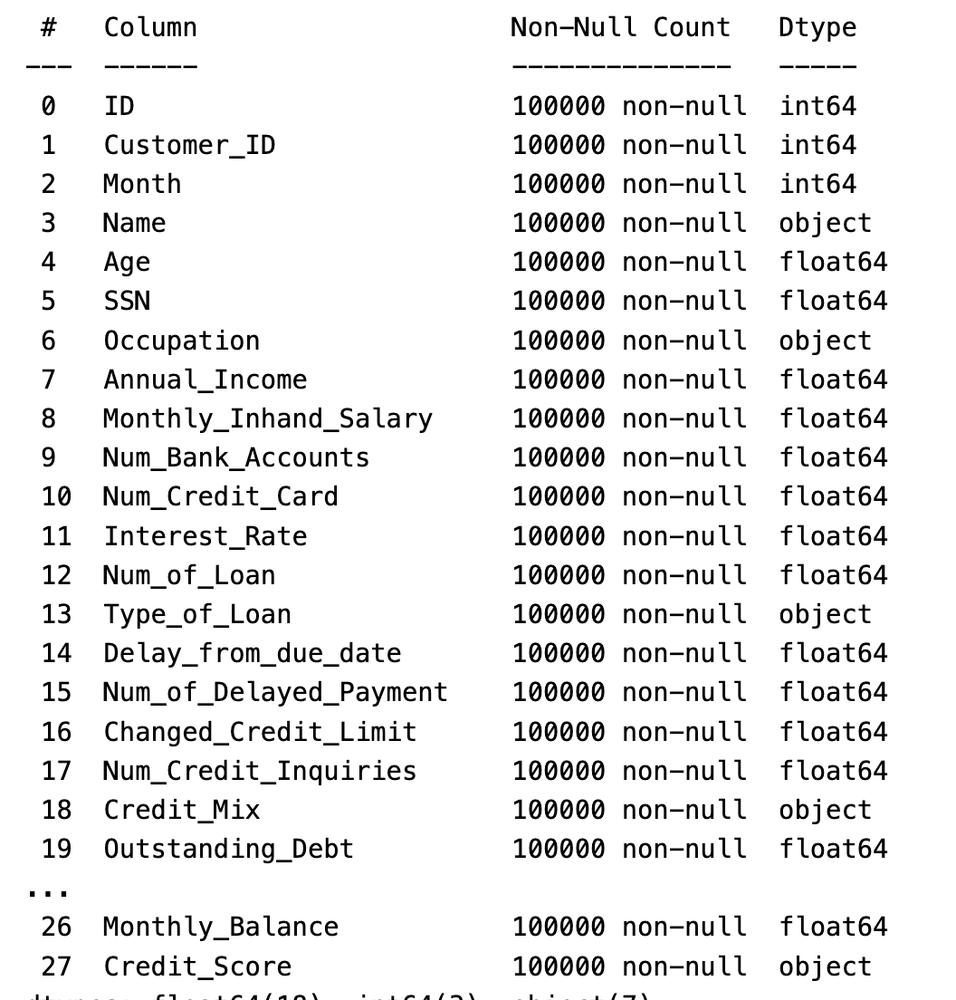 # Column Non-Null Count Dtype
--- ------ -------------- -----
0 ID 100000 non-null int64
1 Customer_ID 100000 non-null int64
2 Month 100000 non-null int64
3 Name 100000 non-null object
4 Age 100000 non-null float64
5 SSN 100000 non-null float64
6 Occupation 100000 non-null object
7 Annual_Income 100000 non-null float64
8 Monthly_Inhand_Salary 100000 non-null float64
9 Num_Bank_Accounts 100000 non-null float64
10 Num_Credit_Card 100000 non-null float64
11 Interest_Rate 100000 non-null float64
12 Num_of_Loan 100000 non-null float64
13 Type_of_Loan 100000 non-null object
14 Delay_from_due_date 100000 non-null float64
15 Num_of_Delayed_Payment 100000 non-null float64
16 Changed_Credit_Limit 100000 non-null float64
17 Num_Credit_Inquiries 100000 non-null float64
18 Credit_Mix 100000 non-null object
19 Outstanding_Debt 100000 non-null float64
...
26 Monthly_Balance 100000 non-null float64
27 Credit_Score 100000 non-null object
dtypes: float64(18), int64(3), object(7)